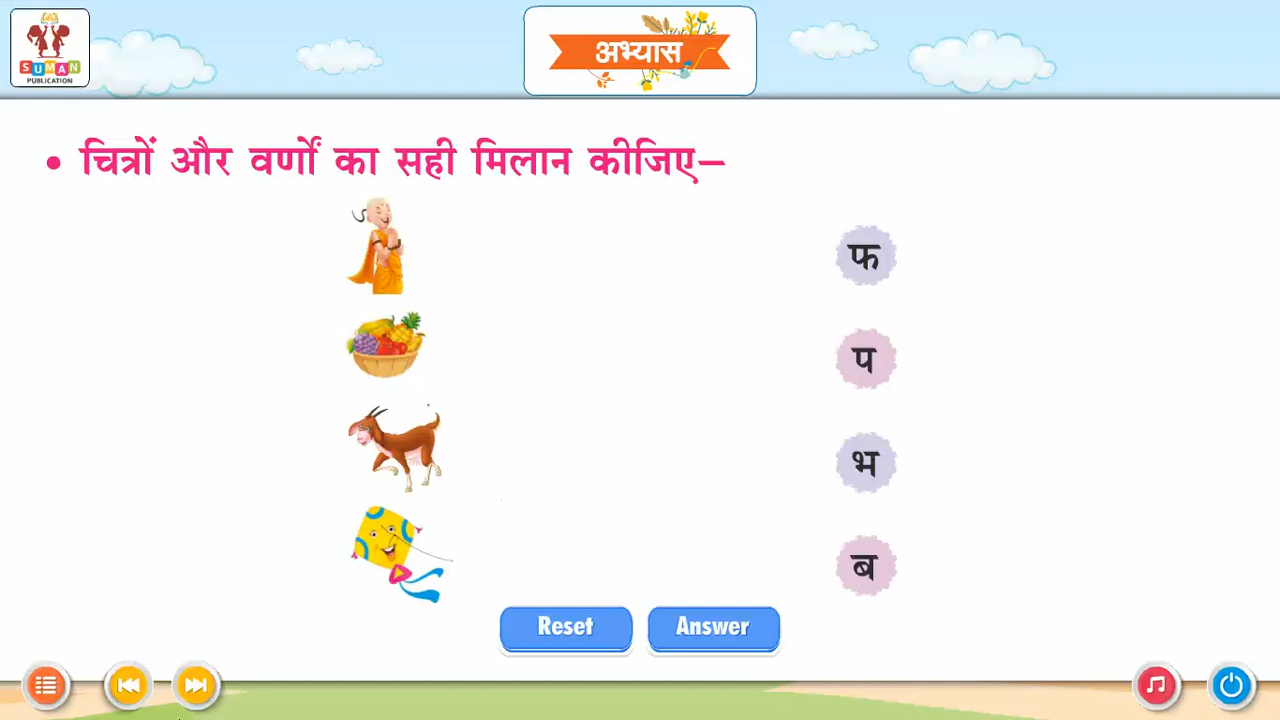 SUMAN
PUBLICATION
अभ्यास
• चित्रों और वर्णों का सही मिलान कीजिए–
फ
प
भ
ब
Reset
Answer